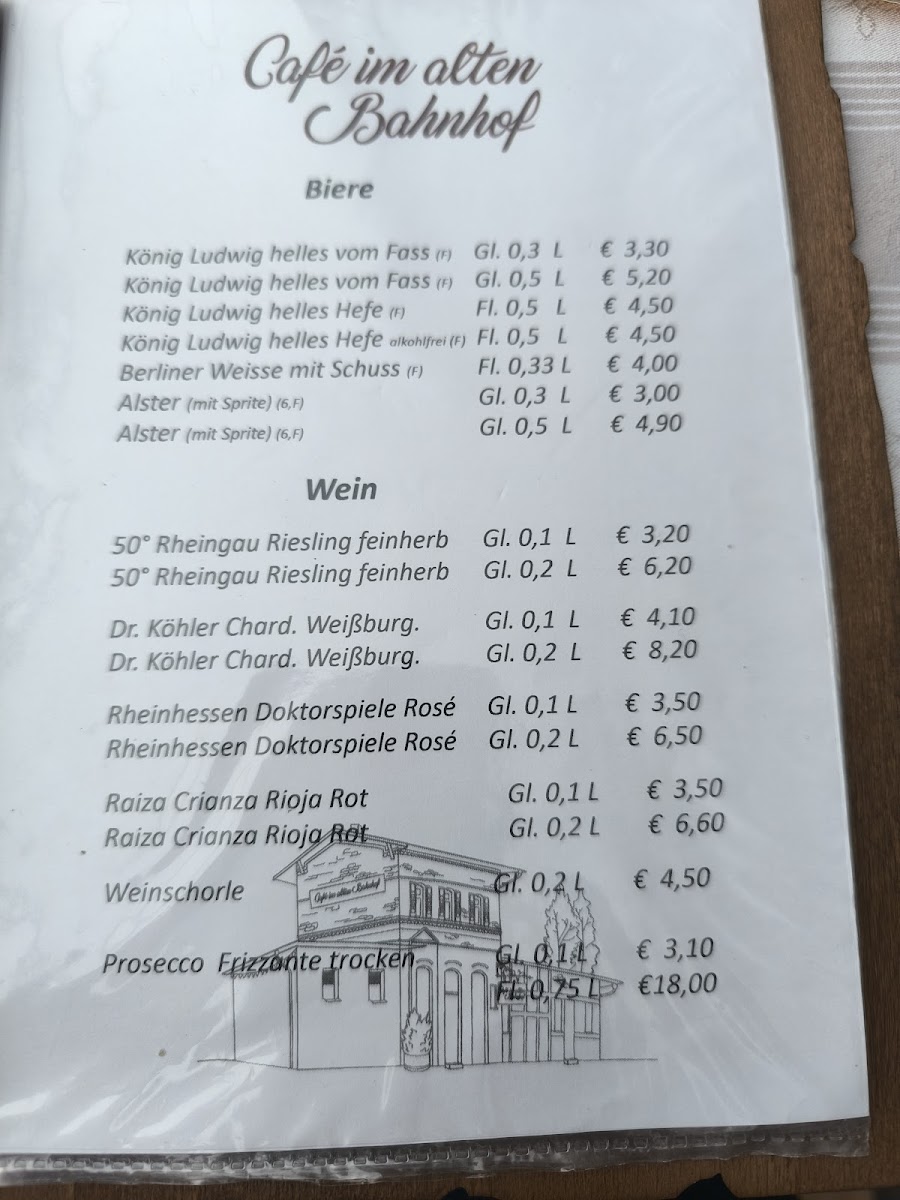 Café im alten
Bahnhof
Biere
König Ludwig helles vom Fass (F) Gl. 0,3 L € 3,30
König Ludwig helles vom Fass (F) Gl. 0,5 L € 5,20
König Ludwig helles Hefe (F) Fl. 0,5 L € 4,50
König Ludwig helles Hefe alkohlfrei (F) Fl. 0,5 L € 4,50
Berliner Weisse mit Schuss (F) Fl. 0,33 L € 4,00
Alster (mit Sprite) (6,F) Gl. 0,3 L € 3,00
Alster (mit Sprite) (6,F) Gl. 0,5 L € 4,90
Wein
50° Rheingau Riesling feinherb Gl. 0,1 L € 3,20
50° Rheingau Riesling feinherb Gl. 0,2 L € 6,20
Dr. Köhler Chard. Weißburg. Gl. 0,1 L € 4,10
Dr. Köhler Chard. Weißburg. Gl. 0,2 L € 8,20
Rheinhessen Doktorspiele Rosé Gl. 0,1 L € 3,50
Rheinhessen Doktorspiele Rosé Gl. 0,2 L € 6,50
Raiza Crianza Rioja Rot Gl. 0,1 L € 3,50
Raiza Crianza Rioja Rot Gl. 0,2 L € 6,60
Café im alten Bahnhof
Weinschorle Gl. 0,2 L € 4,50
Prosecco Frizzante trocken Gl. 0,1 L € 3,10
Fl. 0,75 L €18,00